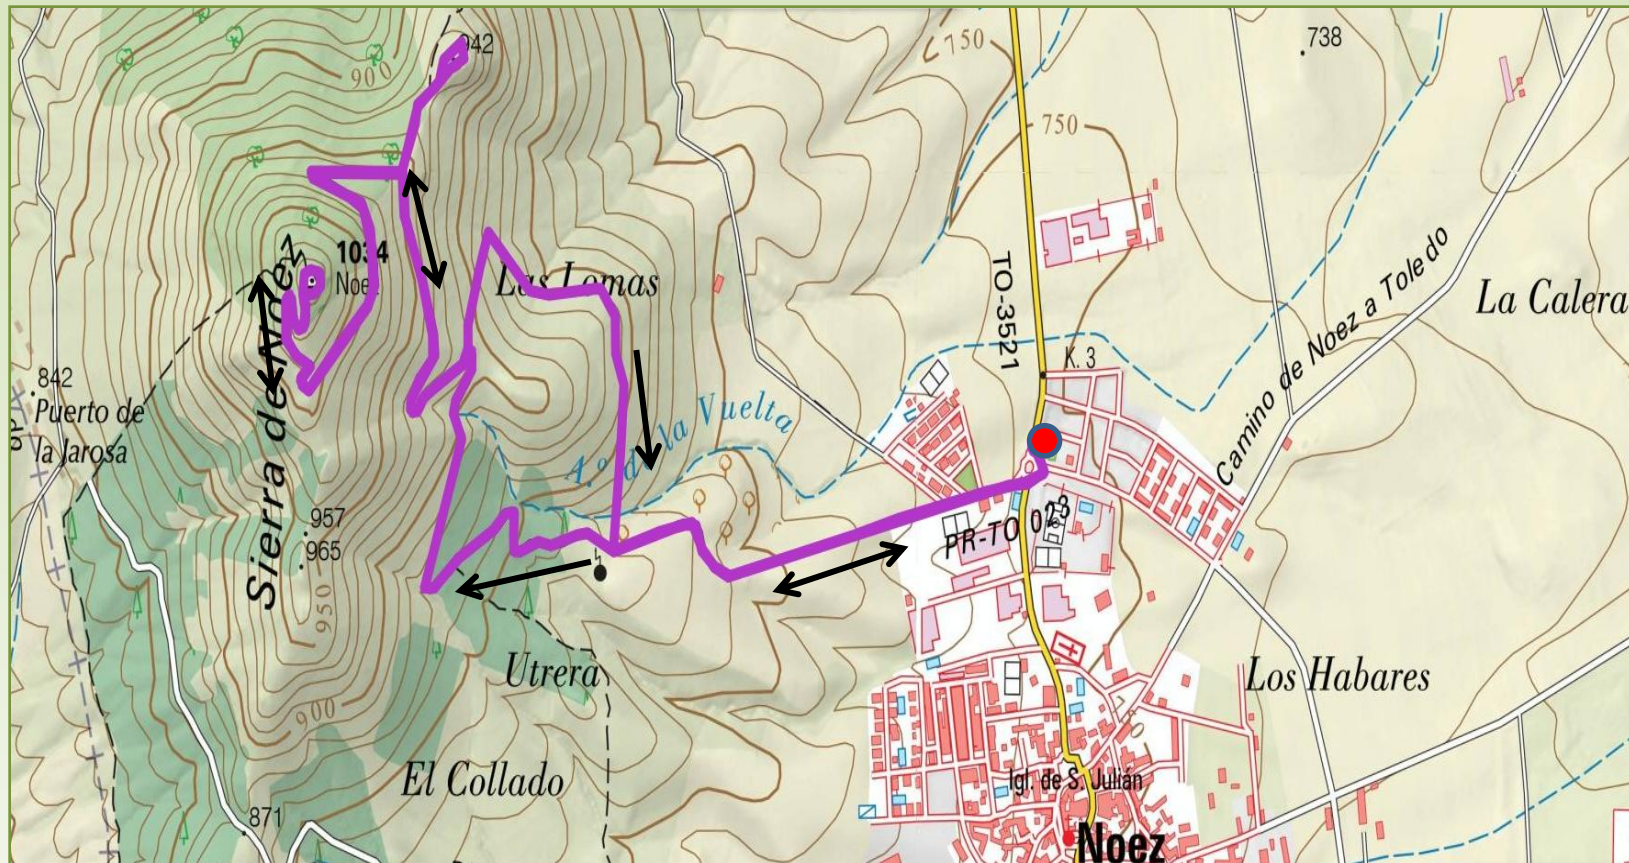 942
738
750
900
750
1034
Noez
Las Lomas
TO-3521
La Calera
K. 3
Camino de Noez a Toledo
842
Puerto de
la Jarosa
Sierra de Noez
A.º de la Vuelta
957
965
950
PR-TO 023
Utrera
Los Habares
900
El Collado
Igl. de S. Julián
871
Noez